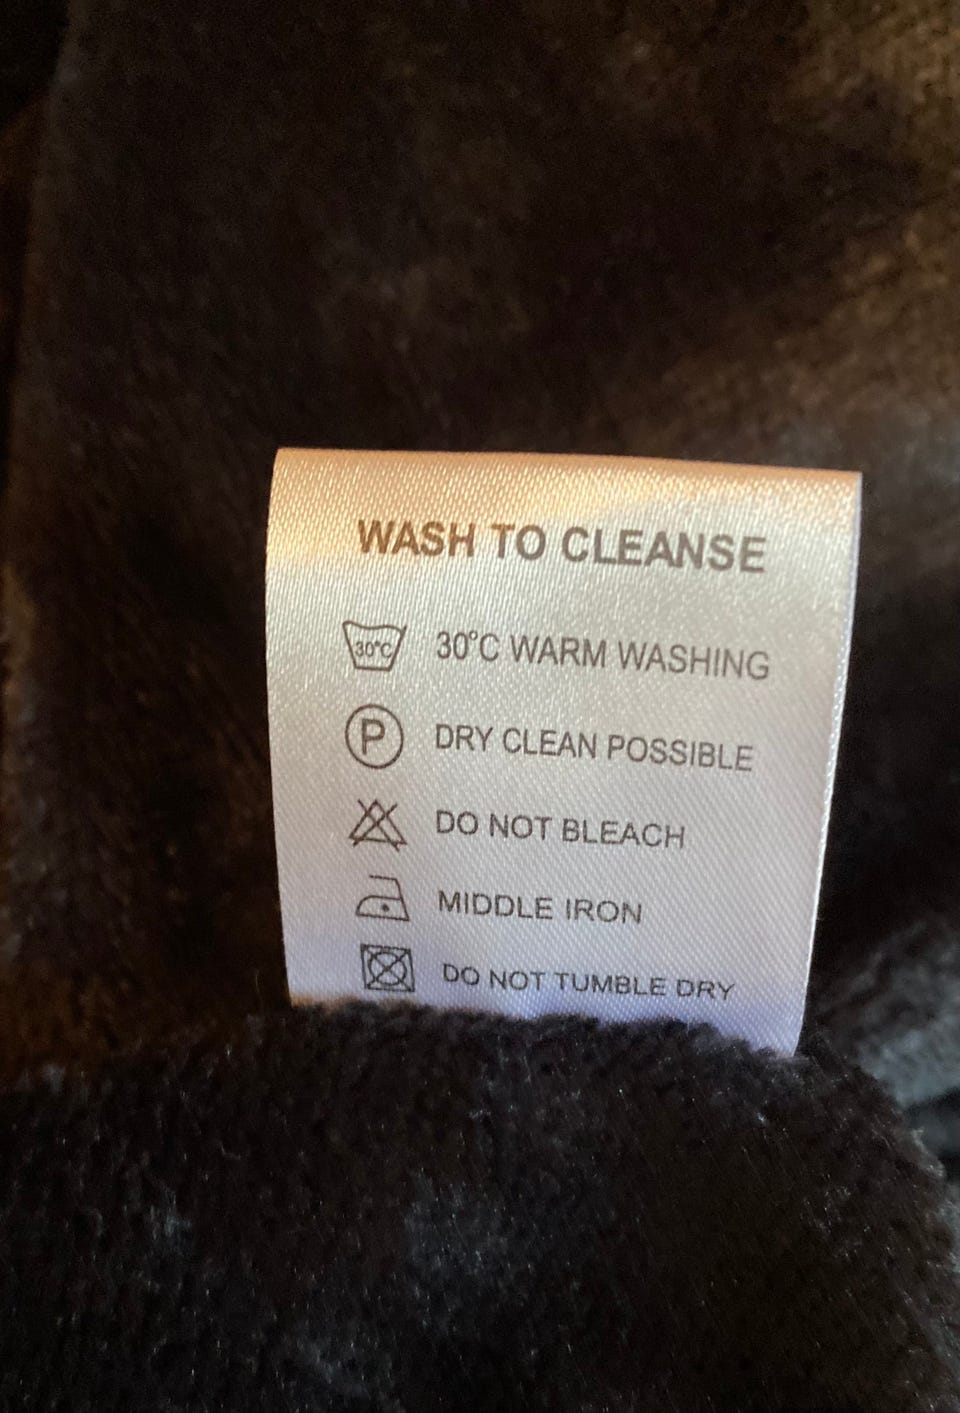 WASH TO CLEANSE
30°C 30°C WARM WASHING
P DRY CLEAN POSSIBLE
DO NOT BLEACH
MIDDLE IRON
DO NOT TUMBLE DRY